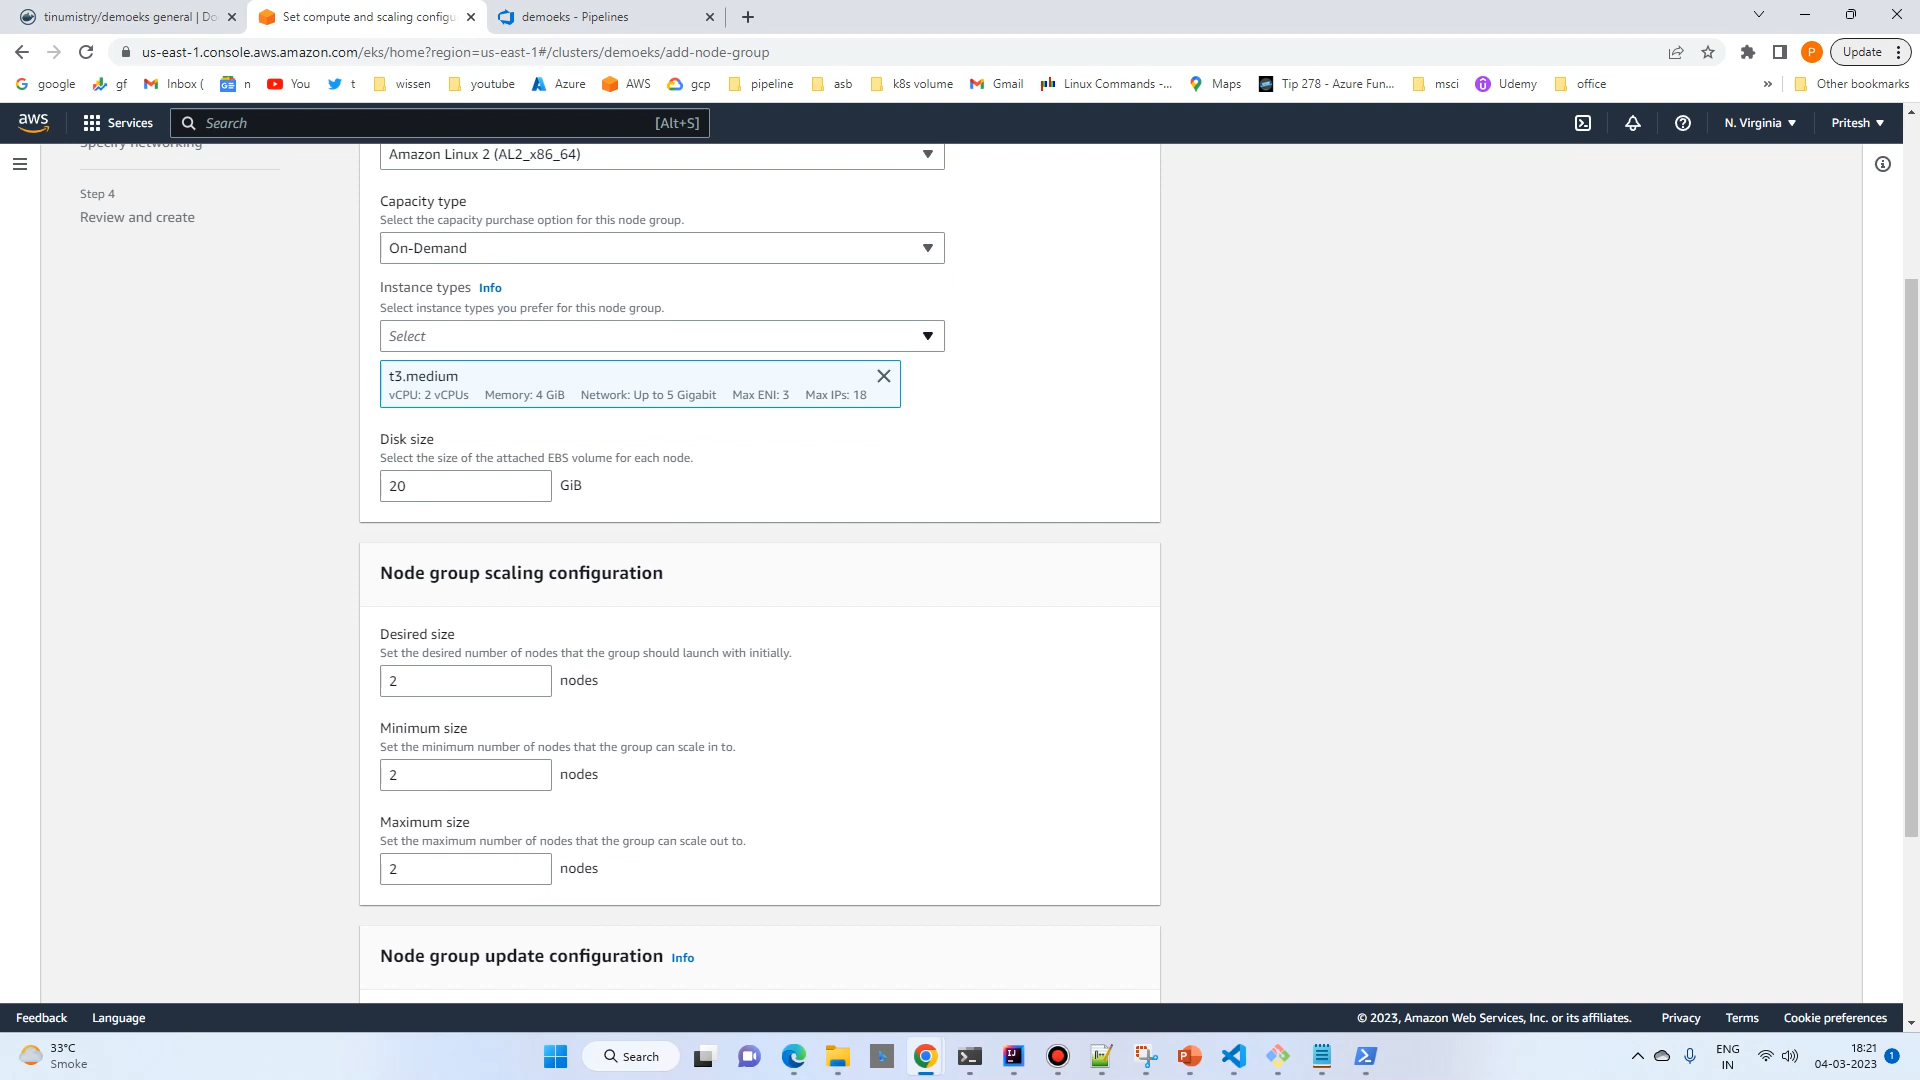 tinumistry/demoeks general | Do
Set compute and scaling configu
demoeks - Pipelines
us-east-1.console.aws.amazon.com/eks/home?region=us-east-1#/clusters/demoeks/add-node-group
P
Update
google
gf
Inbox (
n
You
t
wissen
youtube
Azure
AWS
gcp
pipeline
asb
k8s volume
Gmail
Linux Commands -...
Maps
Tip 278 - Azure Fun...
msci
Udemy
office
»
Other bookmarks
aws
Services
Search
[Alt+S]
N. Virginia
Pritesh
Specify networking
Step 4
Review and create
Amazon Linux 2 (AL2_x86_64)
Capacity type
Select the capacity purchase option for this node group.
On-Demand
Instance types Info
Select instance types you prefer for this node group.
Select
t3.medium
vCPU: 2 vCPUs Memory: 4 GiB Network: Up to 5 Gigabit Max ENI: 3 Max IPs: 18
Disk size
Select the size of the attached EBS volume for each node.
20 GiB
Node group scaling configuration
Desired size
Set the desired number of nodes that the group should launch with initially.
2 nodes
Minimum size
Set the minimum number of nodes that the group can scale in to.
2 nodes
Maximum size
Set the maximum number of nodes that the group can scale out to.
2 nodes
Node group update configuration Info
Feedback
Language
© 2023, Amazon Web Services, Inc. or its affiliates.
Privacy
Terms
Cookie preferences
33°C
Smoke
Search
ENG
IN
18:21
04-03-2023
1